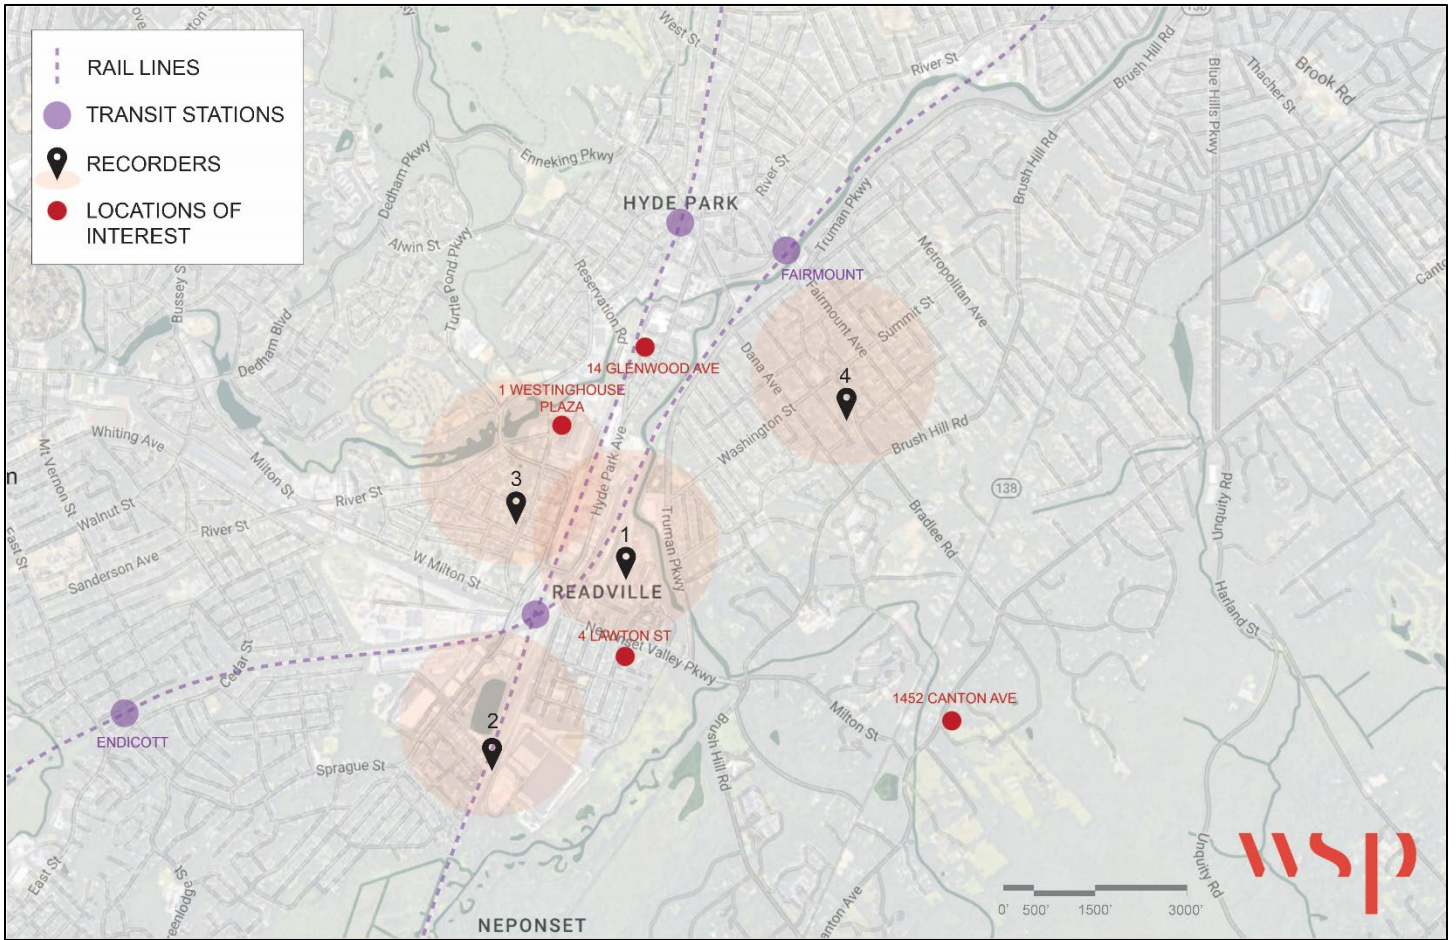 RAIL LINES
TRANSIT STATIONS
RECORDERS
LOCATIONS OF
INTEREST
West St
River St
Brush Hill Rd
Blue Hills Pkwy
Thacher St
Brook Rd
Enneking Pkwy
Dedham Pkwy
River St
Brush Hill Rd
HYDE PARK
Truman Pkwy
Alwin St
Turtle Pond Pkwy
Metropolitan Ave
FAIRMOUNT
Reservation Rd
Fairmount Ave
Summit St
Dedham Blvd
14 GLENWOOD AVE
Dana Ave
4
1 WESTINGHOUSE
PLAZA
Washington St
Brush Hill Rd
Whiting Ave
Mt Vernon St
Milton St
Hyde Park Ave
3
138
River St
Walnut St
River St
Unquity Rd
Truman Pkwy
1
Bradlee Rd
Sanderson Ave
W Milton St
READVILLE
Harland St
4 LAWTON ST
Neponset Valley Pkwy
Cedar St
1452 CANTON AVE
2
Milton St
ENDICOTT
Brush Hill Rd
Sprague St
East St
Unquity Rd
wsp
0' 500' 1500' 3000'
NEPONSET